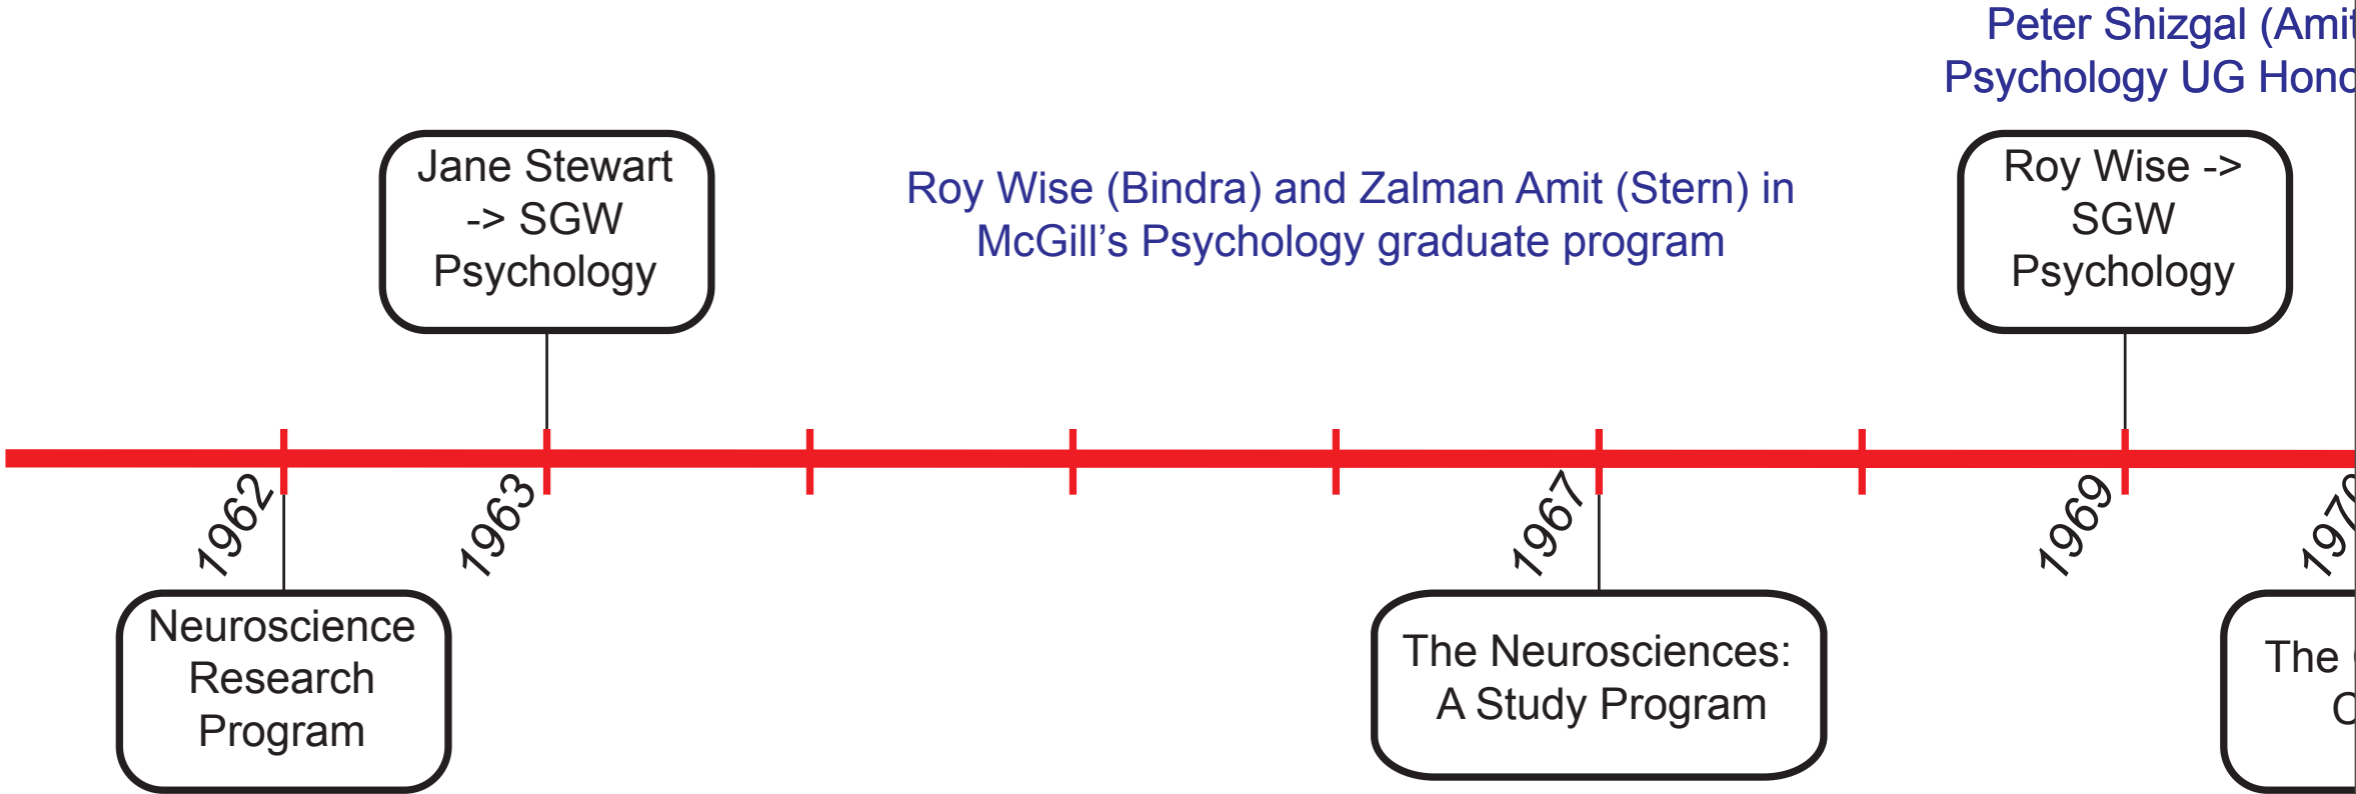 Peter Shizgal (Amit
Psychology UG Hono
Jane Stewart
-> SGW
Psychology
Roy Wise (Bindra) and Zalman Amit (Stern) in
McGill’s Psychology graduate program
Roy Wise ->
SGW
Psychology
1962
1963
1967
1969
Neuroscience
Research
Program
The Neurosciences:
A Study Program
The